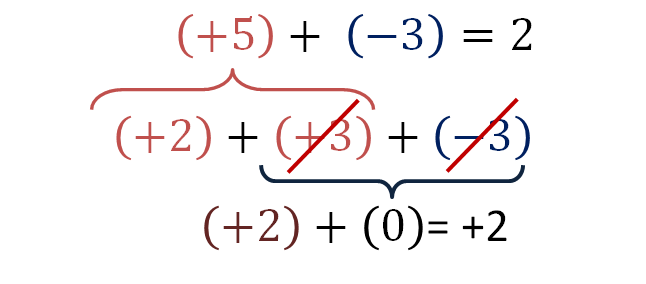 (+5) + (−3) = 2
(+2) + (+3) + (−3)
(+2) + (0)= +2